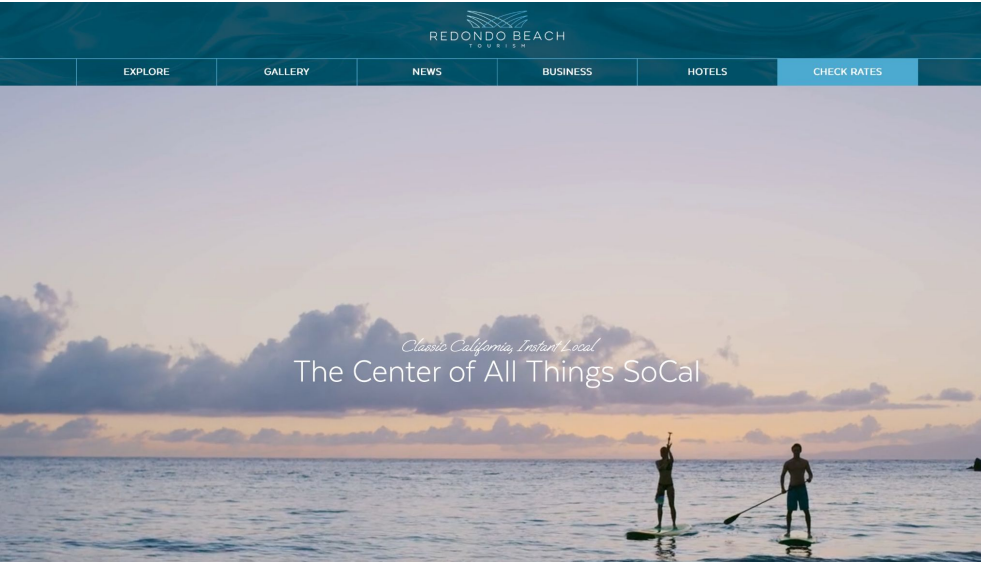 REDONDO BEACH
TOURISM
EXPLORE GALLERY NEWS BUSINESS HOTELS CHECK RATES
Classic California, Instant Local
The Center of All Things SoCal